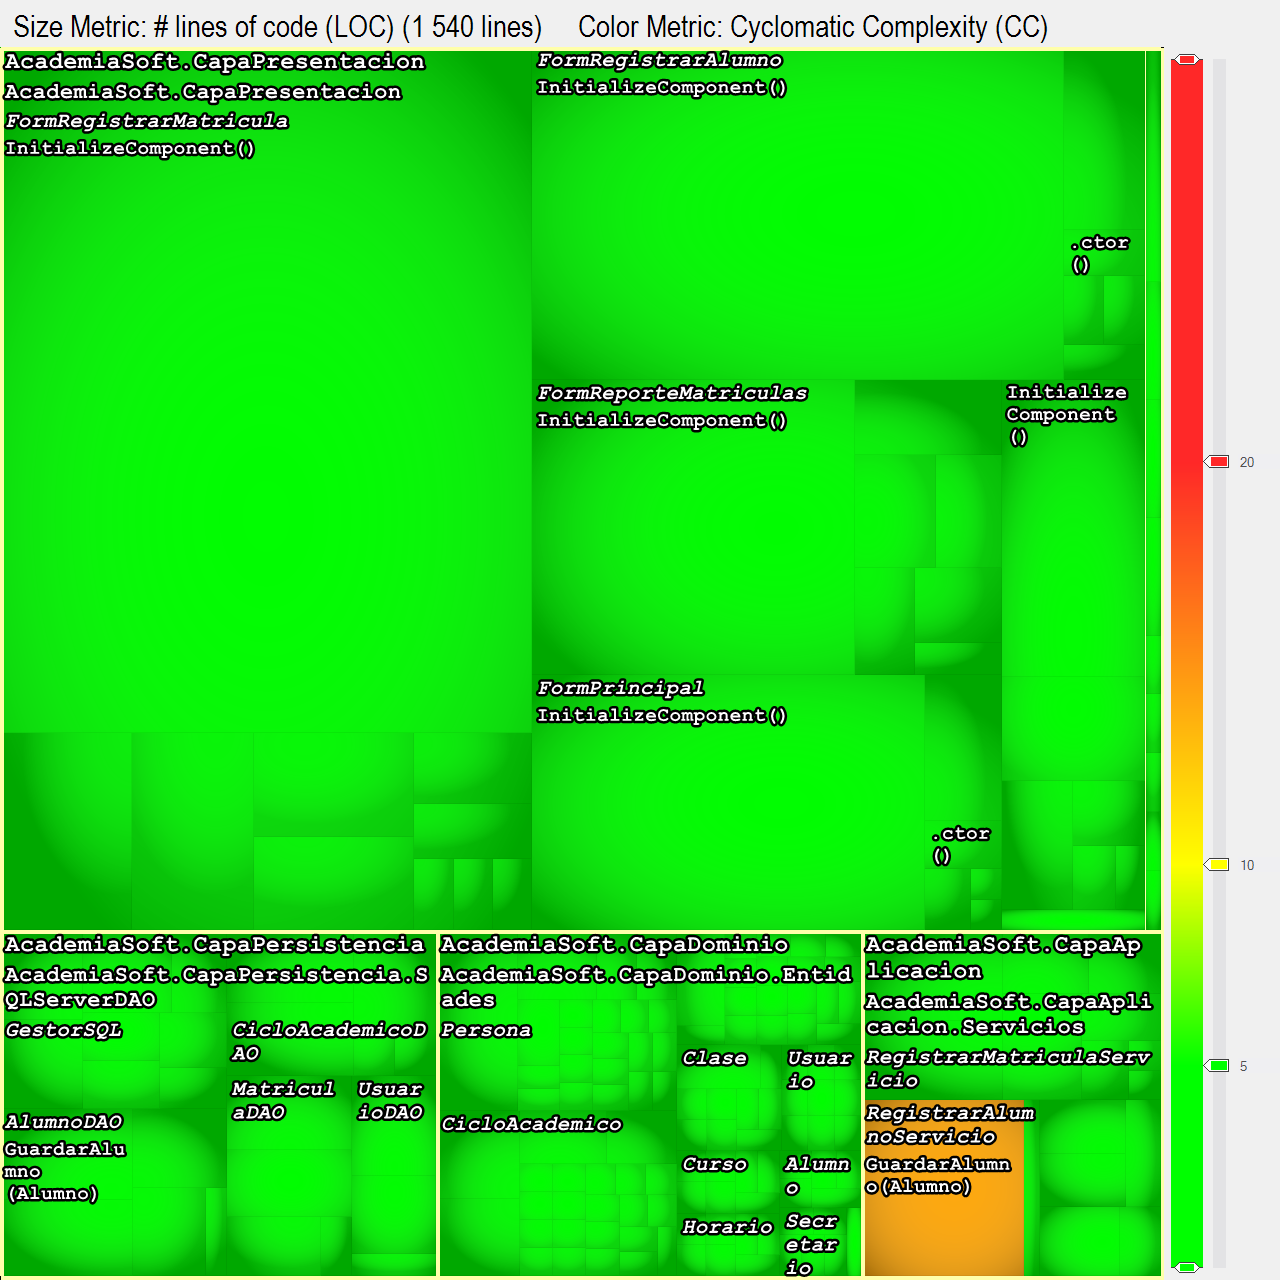 Size Metric: # lines of code (LOC) (1 540 lines) Color Metric: Cyclomatic Complexity (CC)
AcademiaSoft.CapaPresentacion
AcademiaSoft.CapaPresentacion
FormRegistrarMatricula
InitializeComponent()
FormRegistrarAlumno
InitializeComponent()
.ctor
()
FormReporteMatriculas
InitializeComponent()
Initialize
Component
()
FormPrincipal
InitializeComponent()
.ctor
()
AcademiaSoft.CapaPersistencia
AcademiaSoft.CapaPersistencia.S
QLServerDAO
GestorSQL
CicloAcademicoD
AO
Matricul
aDAO
Usuar
ioDAO
AlumnoDAO
GuardarAlu
mno
(Alumno)
AcademiaSoft.CapaDominio
AcademiaSoft.CapaDominio.Entid
ades
Persona
Clase
Usuar
io
CicloAcademico
Curso
Alumn
o
Horario
Secr
etar
io
AcademiaSoft.CapaAp
licacion
AcademiaSoft.CapaApli
cacion.Servicios
RegistrarMatriculaServ
icio
RegistrarAlum
noServicio
GuardarAlumn
o(Alumno)
20
10
5